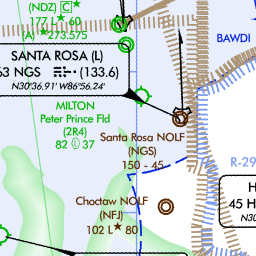 (NDZ) C
177 H★ 60
(A)★273.575
SANTA ROSA (L)
63 NGS (133.6)
N30°36.91' W86°56.24'
BAWDI
MILTON
Peter Prince Fld
(2R4)
82 37
Santa Rosa NOLF
(NGS)
150 - 45
R-29
Choctaw NOLF
(NFJ)
102 L★ 80
H
45 H
N30